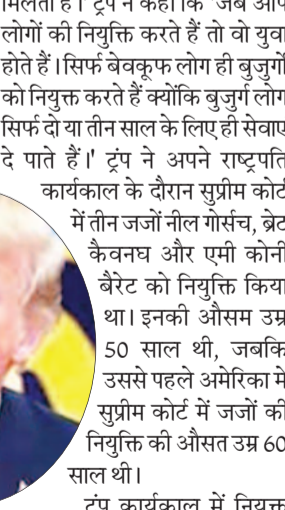 मिलता है।' ट्रंप ने कहा कि 'जब आप
लोगों की नियुक्ति करते हैं तो वो युवा
होते हैं। सिर्फ बेवकूफ लोग ही बुजुर्गों
को नियुक्त करते हैं क्योंकि बुजुर्ग लोग
सिर्फ दो या तीन साल के लिए ही सेवाएं
दे पाते हैं।' ट्रंप ने अपने राष्ट्रपति
कार्यकाल के दौरान सुप्रीम कोर्ट
में तीन जजों नील गोर्सच, ब्रेट
कैवनघ और एमी कोनी
बैरेट को नियुक्ति किया
था। इनकी औसम उम्र
50 साल थी, जबकि
उससे पहले अमेरिका मे
सुप्रीम कोर्ट में जजों की
नियुक्ति की औसत उम्र 60
साल थी।
ट्रंप कार्यकाल में नियुक्त